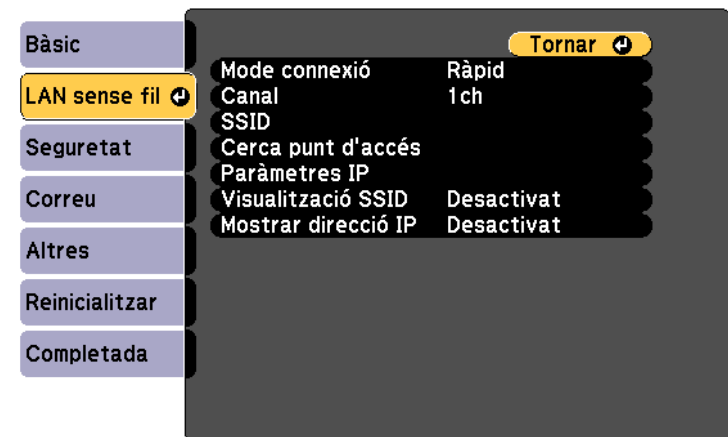 Bàsic
LAN sense fil
Seguretat
Correu
Altres
Reinicialitzar
Completada
Tornar
Mode connexió Ràpid
Canal 1ch
SSID
Cerca punt d'accés
Paràmetres IP
Visualització SSID Desactivat
Mostrar direcció IP Desactivat